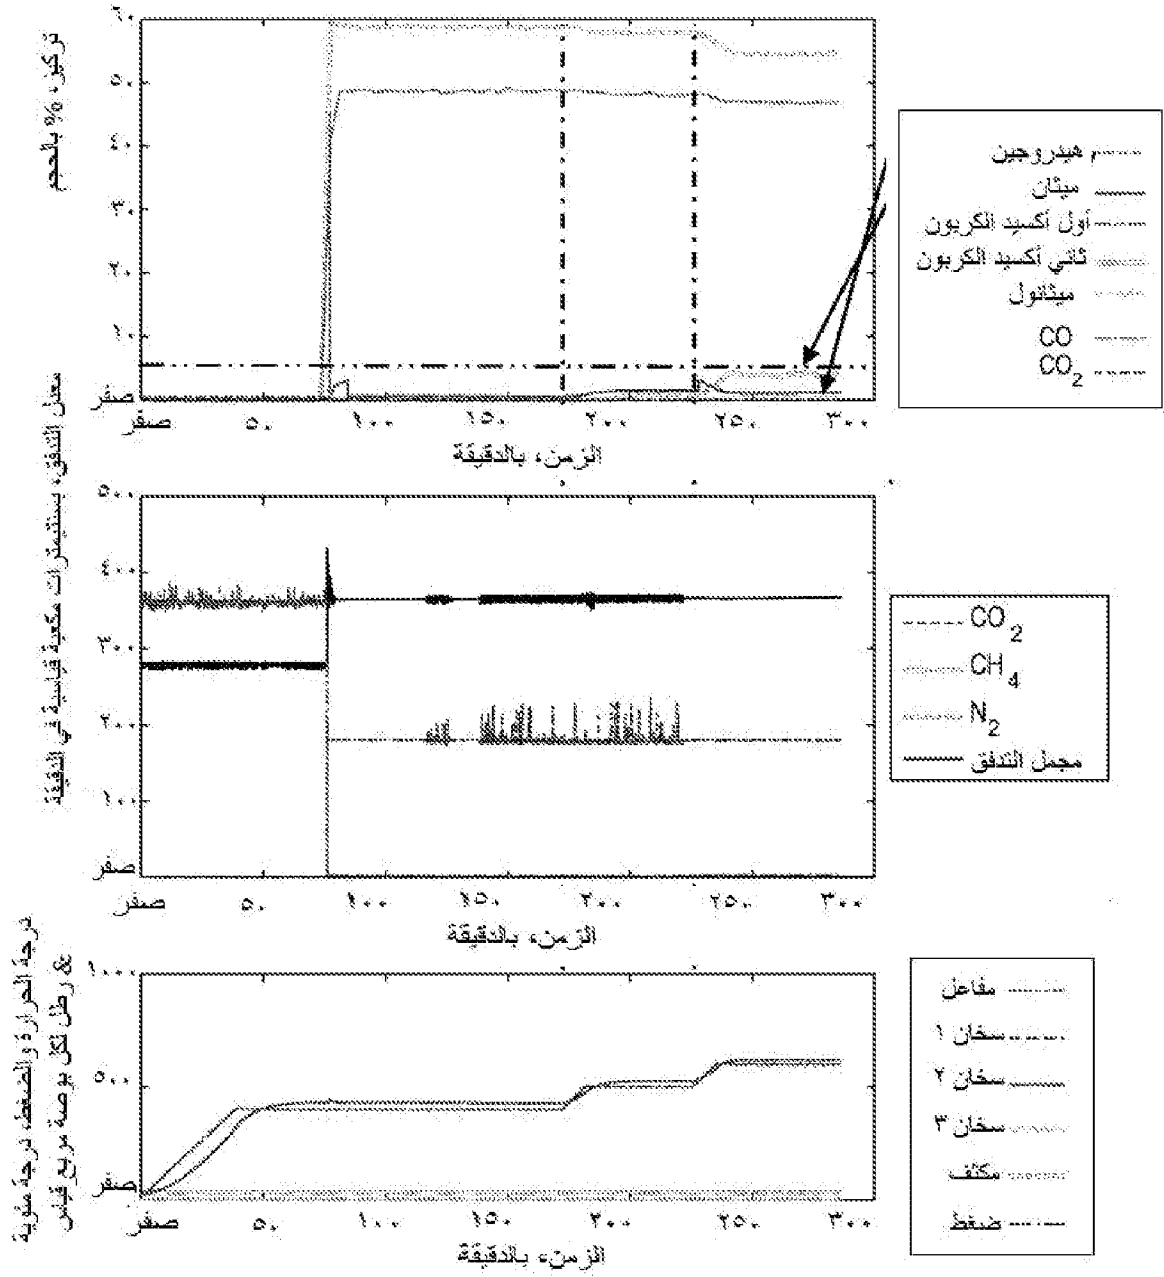 تركيز، % بالحجم
٦٠
٥٠
٤٠
٣٠
٢٠
١٠
صفر
صفر
٥٠
١٠٠
١٥٠
٢٠٠
٢٥٠
٣٠٠
الزمن، بالدقيقة
هيدروجين
ميثان
أول أكسيد الكربون
ثاني أكسيد الكربون
ميثانول
CO
CO2
معدل التدفق، سنتيمترات مكعبة قياسية في الدقيقة
٥٠٠
٤٠٠
٣٠٠
٢٠٠
١٠٠
صفر
صفر
٥٠
١٠٠
١٥٠
٢٠٠
٢٥٠
٣٠٠
الزمن، بالدقيقة
CO2
CH4
N2
مجمل التدفق
درجة الحرارة والضغط، درجة مئوية
& رطل لكل بوصة مربع قياس
١٠٠٠
٥٠٠
صفر
صفر
٥٠
١٠٠
١٥٠
٢٠٠
٢٥٠
٣٠٠
الزمن، بالدقيقة
مفاعل
سخان ١
سخان ٢
سخان ٣
مكثف
ضغط